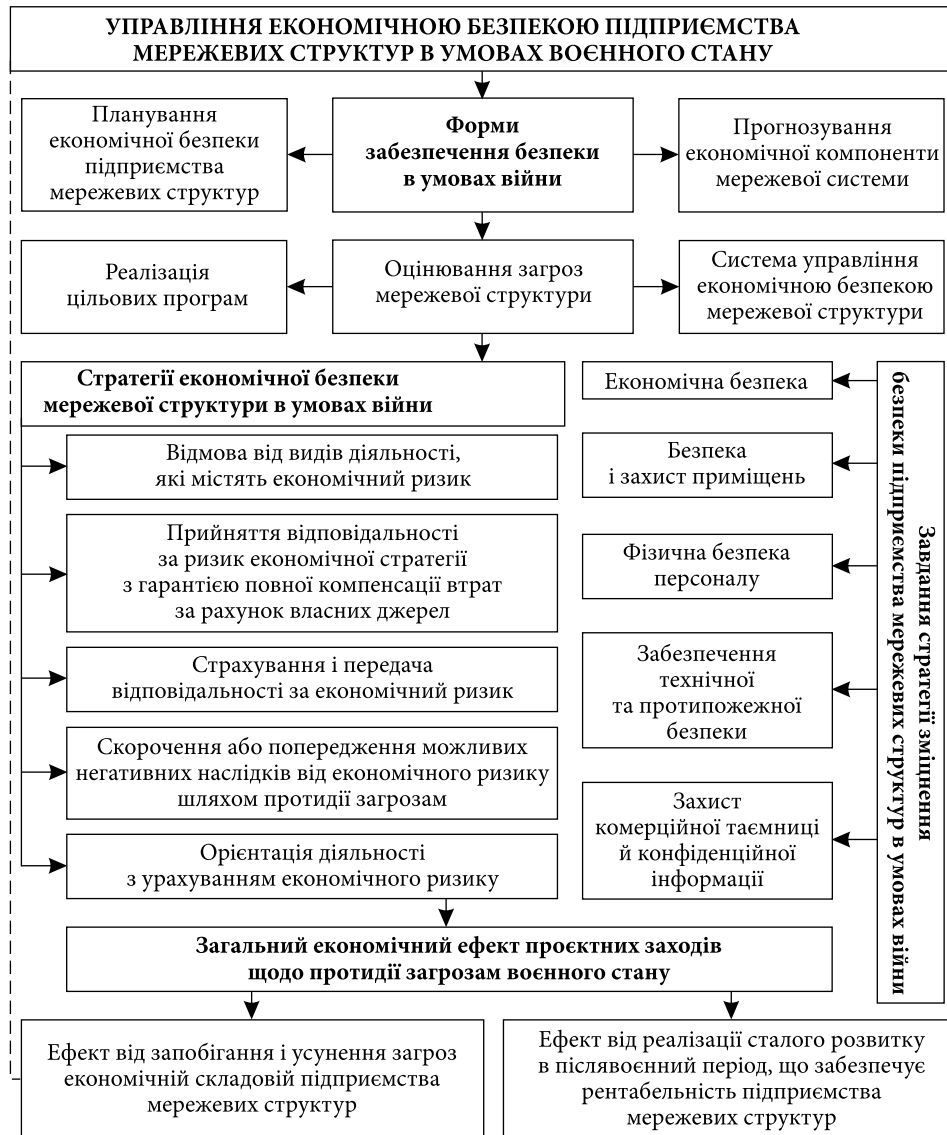 УПРАВЛІННЯ ЕКОНОМІЧНОЮ БЕЗПЕКОЮ ПІДПРИЄМСТВА
МЕРЕЖЕВИХ СТРУКТУР В УМОВАХ ВОЄННОГО СТАНУ
Планування
економічної безпеки
підприємства
мережевих структур
Форми
забезпечення безпеки
в умовах війни
Прогнозування
економічної компоненти
мережевої системи
Реалізація
цільових програм
Оцінювання загроз
мережевої структури
Система управління
економічною безпекою
мережевої структури
Стратегії економічної безпеки
мережевої структури в умовах війни
Відмова від видів діяльності,
які містять економічний ризик
Прийняття відповідальності
за ризик економічної стратегії
з гарантією повної компенсації втрат
за рахунок власних джерел
Страхування і передача
відповідальності за економічний ризик
Скорочення або попередження можливих
негативних наслідків від економічного ризику
шляхом протидії загрозам
Орієнтація діяльності
з урахуванням економічного ризику
Економічна безпека
Безпека
і захист приміщень
Фізична безпека
персоналу
Забезпечення
технічної
та протипожежної
безпеки
Захист
комерційної таємниці
й конфіденційної
інформації
Завдання стратегії зміцнення
безпеки підприємства мережевих структур в умовах війни
Загальний економічний ефект проєктних заходів
щодо протидії загрозам воєнного стану
Ефект від запобігання і усунення загроз
економічній складовій підприємства
мережевих структур
Ефект від реалізації сталого розвитку
в післявоєнний період, що забезпечує
рентабельність підприємства
мережевих структур